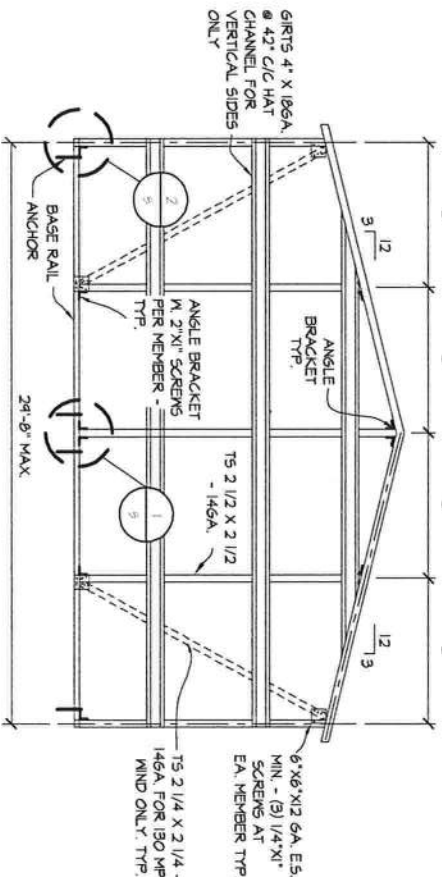 GIRTS 4" X 18GA.
@ 42" C/C HAT
CHANNEL FOR
VERTICAL SIDES
ONLY
3
12
ANGLE
BRACKET
TYP.
12
3
6"X6"X12 GA. E.S.
MIN. - (3) 1/4"X1"
SCREWS AT
EA. MEMBER TYP
2
S
ANGLE BRACKET
W. 2"X1" SCREWS
PER MEMBER -
TYP.
TS 2 1/2 X 2 1/2
- 14GA.
1
S
TS 2 1/4 X 2 1/4 -
14GA. FOR 130 MP
WIND ONLY. TYP.
BASE RAIL
ANCHOR
29'-8" MAX.